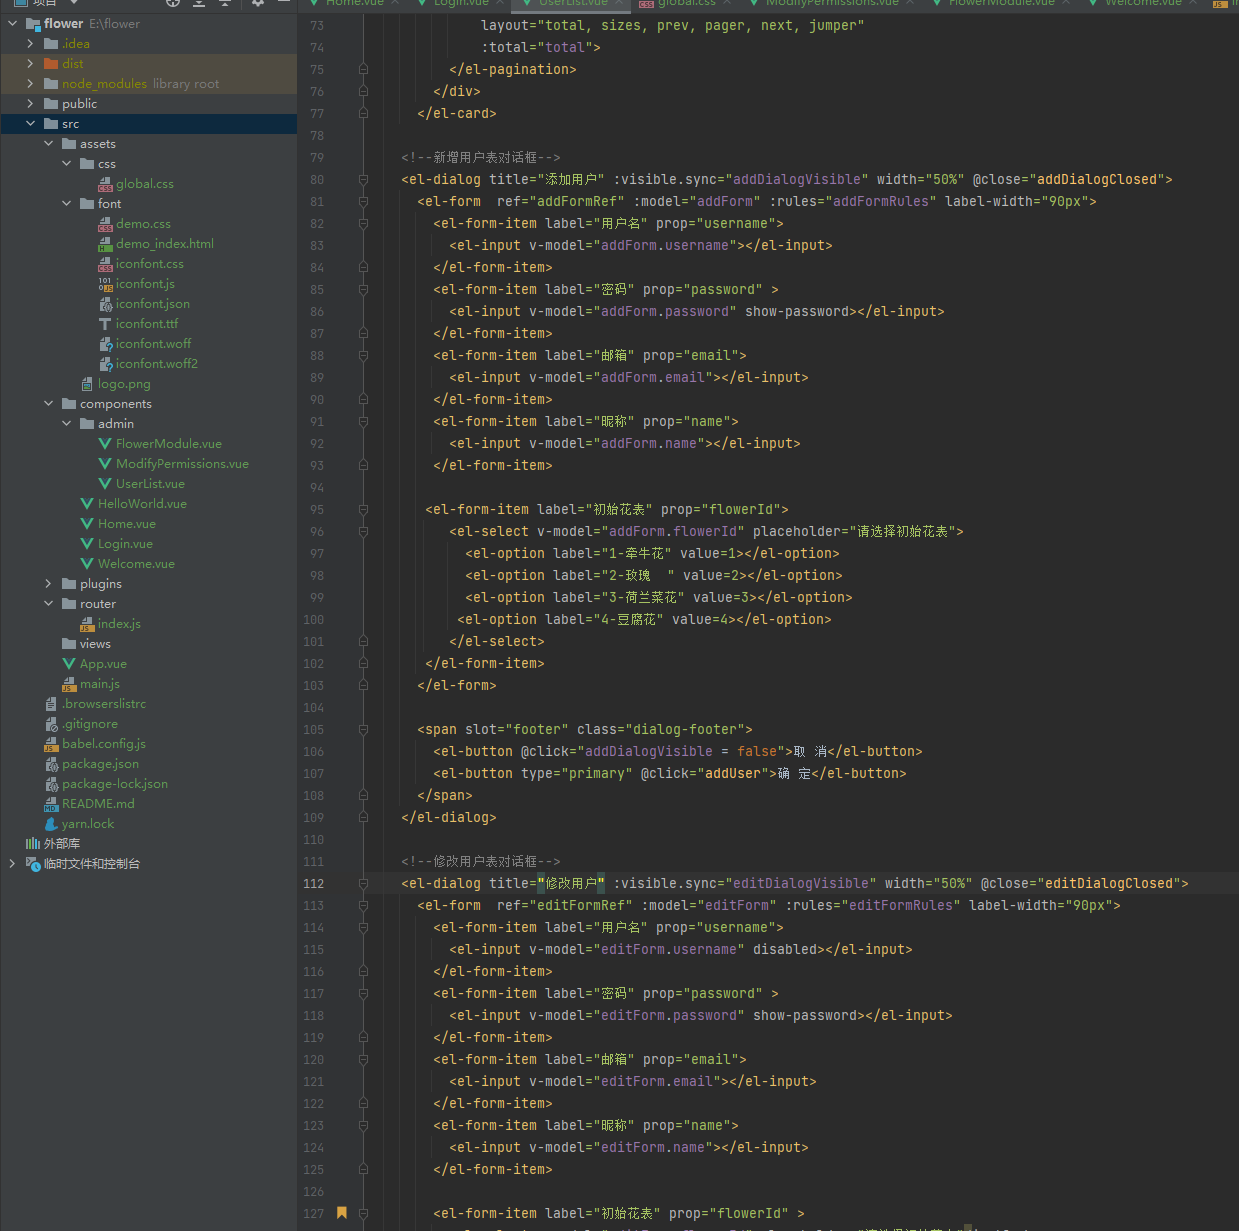 项目
Home.vue Login.vue UserList.vue global.css ModifyPermissions.vue FlowerModule.vue Welcome.vue
flower E:\flower
.idea
dist
node_modules library root
public
src
assets
css
global.css
font
demo.css
demo_index.html
iconfont.css
iconfont.js
iconfont.json
iconfont.ttf
iconfont.woff
iconfont.woff2
logo.png
components
admin
FlowerModule.vue
ModifyPermissions.vue
UserList.vue
HelloWorld.vue
Home.vue
Login.vue
Welcome.vue
plugins
router
index.js
views
App.vue
main.js
.browserslistrc
.gitignore
babel.config.js
package.json
package-lock.json
README.md
yarn.lock
外部库
临时文件和控制台
73 layout="total, sizes, prev, pager, next, jumper"
74 :total="total">
75 </el-pagination>
76 </div>
77 </el-card>
78
79 <!--新增用户表对话框-->
80 <el-dialog title="添加用户" :visible.sync="addDialogVisible" width="50%" @close="addDialogClosed">
81 <el-form  ref="addFormRef" :model="addForm" :rules="addFormRules" label-width="90px">
82 <el-form-item label="用户名" prop="username">
83 <el-input v-model="addForm.username"></el-input>
84 </el-form-item>
85 <el-form-item label="密码" prop="password" >
86 <el-input v-model="addForm.password" show-password></el-input>
87 </el-form-item>
88 <el-form-item label="邮箱" prop="email">
89 <el-input v-model="addForm.email"></el-input>
90 </el-form-item>
91 <el-form-item label="昵称" prop="name">
92 <el-input v-model="addForm.name"></el-input>
93 </el-form-item>
94
95 <el-form-item label="初始花表" prop="flowerId">
96 <el-select v-model="addForm.flowerId" placeholder="请选择初始花表">
97 <el-option label="1-牵牛花" value=1></el-option>
98 <el-option label="2-玫瑰  " value=2></el-option>
99 <el-option label="3-荷兰菜花" value=3></el-option>
100 <el-option label="4-豆腐花" value=4></el-option>
101 </el-select>
102 </el-form-item>
103 </el-form>
104
105 <span slot="footer" class="dialog-footer">
106 <el-button @click="addDialogVisible = false">取 消</el-button>
107 <el-button type="primary" @click="addUser">确 定</el-button>
108 </span>
109 </el-dialog>
110
111 <!--修改用户表对话框-->
112 <el-dialog title="修改用户" :visible.sync="editDialogVisible" width="50%" @close="editDialogClosed">
113 <el-form  ref="editFormRef" :model="editForm" :rules="editFormRules" label-width="90px">
114 <el-form-item label="用户名" prop="username">
115 <el-input v-model="editForm.username" disabled></el-input>
116 </el-form-item>
117 <el-form-item label="密码" prop="password" >
118 <el-input v-model="editForm.password" show-password></el-input>
119 </el-form-item>
120 <el-form-item label="邮箱" prop="email">
121 <el-input v-model="editForm.email"></el-input>
122 </el-form-item>
123 <el-form-item label="昵称" prop="name">
124 <el-input v-model="editForm.name"></el-input>
125 </el-form-item>
126
127 <el-form-item label="初始花表" prop="flowerId" >